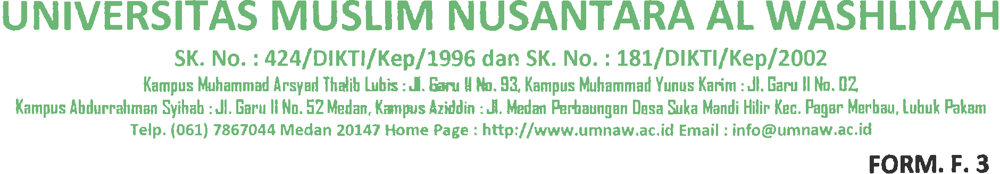 UNIVERSITAS MUSLIM NUSANTARA AL WASHLIYAH
SK. No. : 424/DIKTI/Kep/1996 dan SK. No. : 181/DIKTI/Kep/2002
Kampus Muhammad Arsyad Thalib Lubis : Jl. Garu II No. 93, Kampus Muhammad Yunus Karim : Jl. Garu II No. 02,
Kampus Abdurrahman Syihab : Jl. Garu II No. 52 Medan, Kampus Aziddin : Jl. Medan Perbaungan Desa Suka Mandi Hilir Kec. Pagar Merbau, Lubuk Pakam
Telp. (061) 7867044 Medan 20147 Home Page : http://www.umnaw.ac.id Email : info@umnaw.ac.id
FORM. F. 3